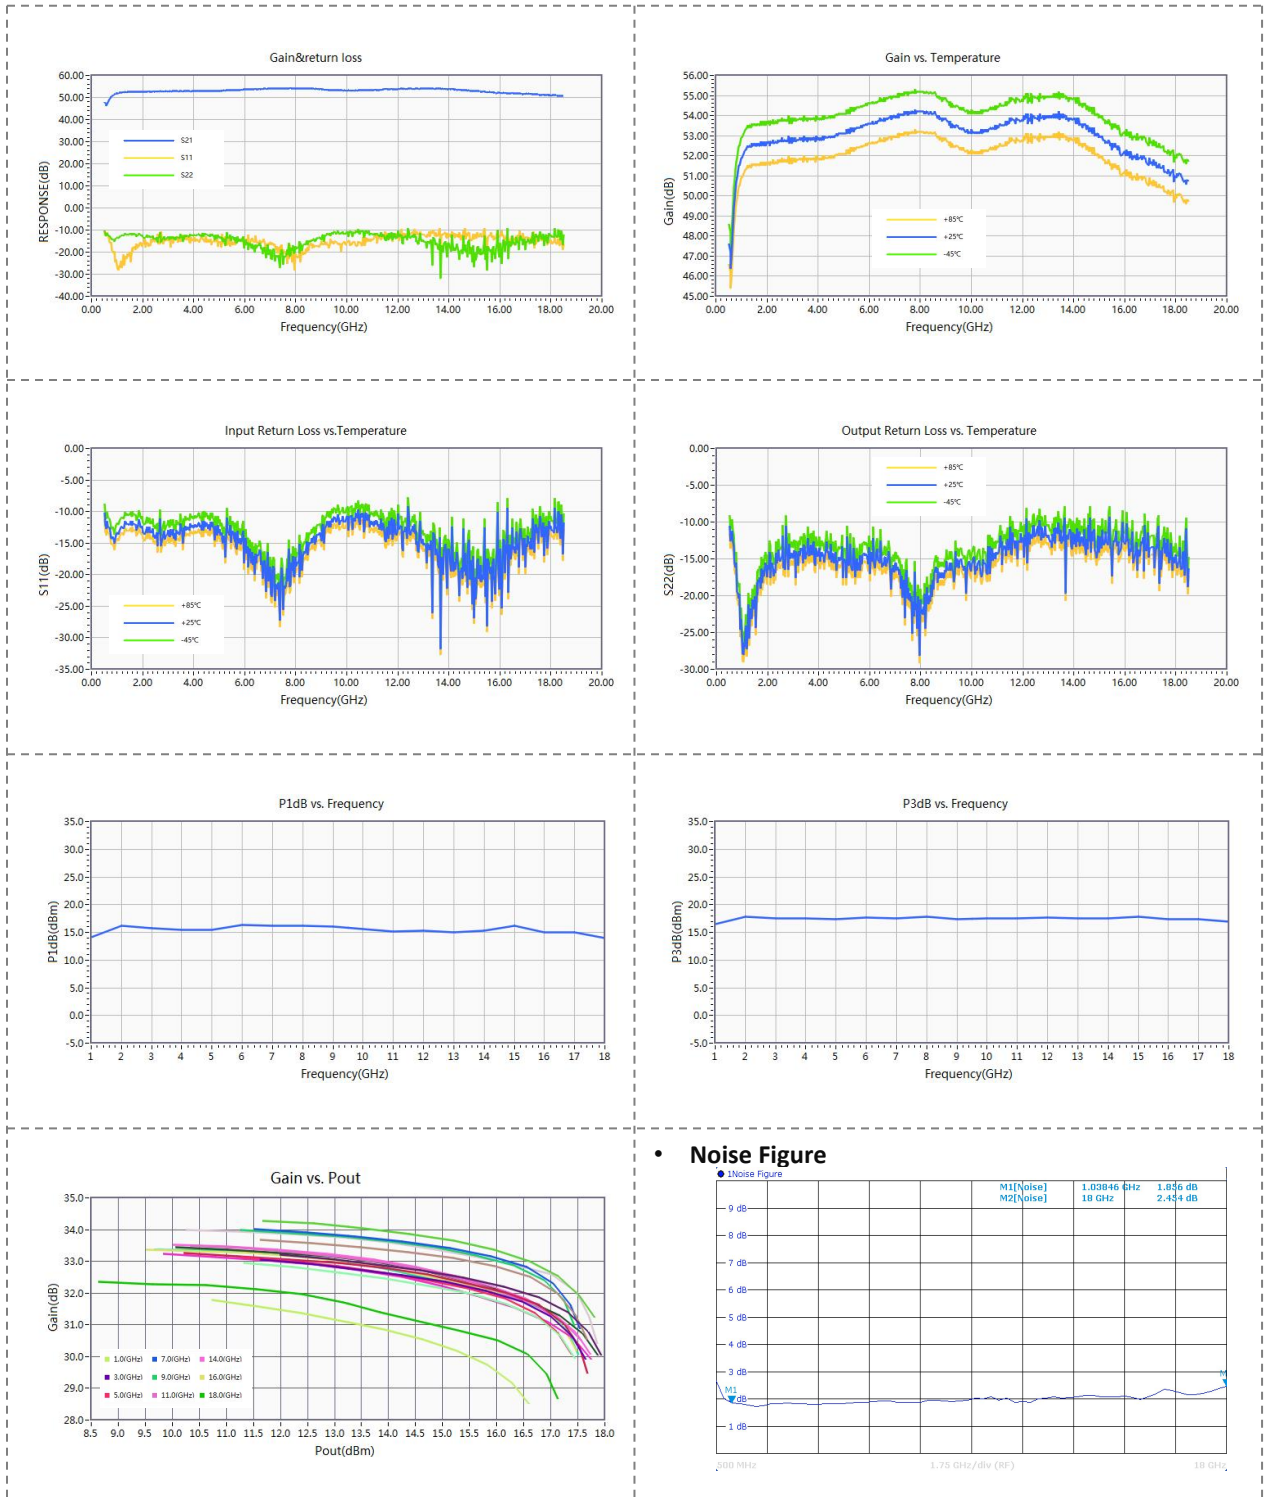 Gain&return loss
60.00
50.00
40.00
30.00
20.00
10.00
0.00
-10.00
-20.00
-30.00
-40.00
RESPONSE(dB)
S21
S11
S22
0.00 2.00 4.00 6.00 8.00 10.00 12.00 14.00 16.00 18.00 20.00
Frequency(GHz)
Gain vs. Temperature
56.00
55.00
54.00
53.00
52.00
51.00
50.00
49.00
48.00
47.00
46.00
45.00
Gain(dB)
+85℃
+25℃
-45℃
0.00 2.00 4.00 6.00 8.00 10.00 12.00 14.00 16.00 18.00 20.00
Frequency(GHz)
Input Return Loss vs.Temperature
0.00
-5.00
-10.00
-15.00
-20.00
-25.00
-30.00
-35.00
S11(dB)
+85℃
+25℃
-45℃
0.00 2.00 4.00 6.00 8.00 10.00 12.00 14.00 16.00 18.00 20.00
Frequency(GHz)
Output Return Loss vs. Temperature
0.00
-5.00
-10.00
-15.00
-20.00
-25.00
-30.00
S22(dB)
+85℃
+25℃
-45℃
0.00 2.00 4.00 6.00 8.00 10.00 12.00 14.00 16.00 18.00 20.00
Frequency(GHz)
P1dB vs. Frequency
35.0
30.0
25.0
20.0
15.0
10.0
5.0
0.0
-5.0
P1dB(dBm)
1 2 3 4 5 6 7 8 9 10 11 12 13 14 15 16 17 18
Frequency(GHz)
P3dB vs. Frequency
35.0
30.0
25.0
20.0
15.0
10.0
5.0
0.0
-5.0
P3dB(dBm)
1 2 3 4 5 6 7 8 9 10 11 12 13 14 15 16 17 18
Frequency(GHz)
Gain vs. Pout
35.0
34.0
33.0
32.0
31.0
30.0
29.0
28.0
Gain(dB)
1.0(GHz) 7.0(GHz) 14.0(GHz)
3.0(GHz) 9.0(GHz) 16.0(GHz)
5.0(GHz) 11.0(GHz) 18.0(GHz)
8.5 9.0 10.0 10.5 11.0 11.5 12.0 12.5 13.0 13.5 14.0 14.5 15.0 15.5 16.0 16.5 17.0 17.5 18.0
Pout(dBm)
• Noise Figure
1Noise Figure
M1[Noise] 1.03846 GHz 1.856 dB
M2[Noise] 18 GHz 2.454 dB
9 dB
8 dB
7 dB
6 dB
5 dB
4 dB
3 dB
M1
M
dB
1 dB
500 MHz 1.75 GHz/div (RF) 18 GHz